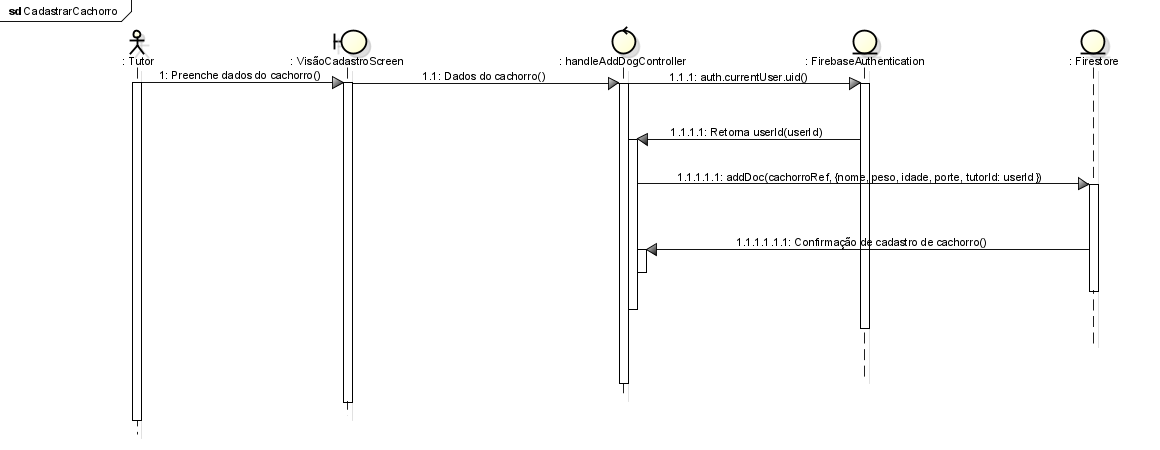 sd CadastrarCachorro
: Tutor
: VisãoCadastroScreen
: handleAddDogController
: FirebaseAuthentication
: Firestore
1: Preenche dados do cachorro()
1.1: Dados do cachorro()
1.1.1: auth.currentUser.uid()
1.1.1.1: Retorna userId(userId)
1.1.1.1.1: addDoc(cachorroRef, {nome, peso, idade, porte, tutorId: userId })
1.1.1.1.1.1: Confirmação de cadastro de cachorro()